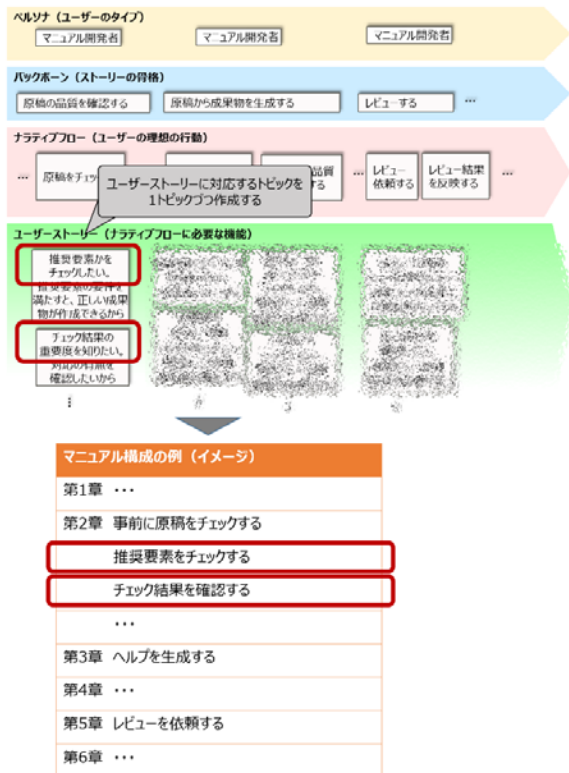 ペルソナ（ユーザーのタイプ）
マニュアル開発者
マニュアル開発者
マニュアル開発者
バックボーン（ストーリーの骨格）
原稿の品質を確認する
原稿から成果物を生成する
レビューする
…
ナラティブフロー（ユーザーの理想の行動）
…
原稿をチェッ
品質
する
…
レビュー
依頼する
レビュー結果
を反映する
…
ユーザーストーリーに対応するトピックを
1トピックづつ作成する
ユーザーストーリー（ナラティブフローに必要な機能）
推奨要素かを
チェックしたい。
推奨要素の要件を
満たすと、正しい成果
物が作成できるから
チェック結果の
重要度を知りたい。
確認したいから
⋮
マニュアル構成の例（イメージ）
第1章 ･･･
第2章 事前に原稿をチェックする
推奨要素をチェックする
チェック結果を確認する
･･･
第3章 ヘルプを生成する
第4章 ･･･
第5章 レビューを依頼する
第6章 ･･･